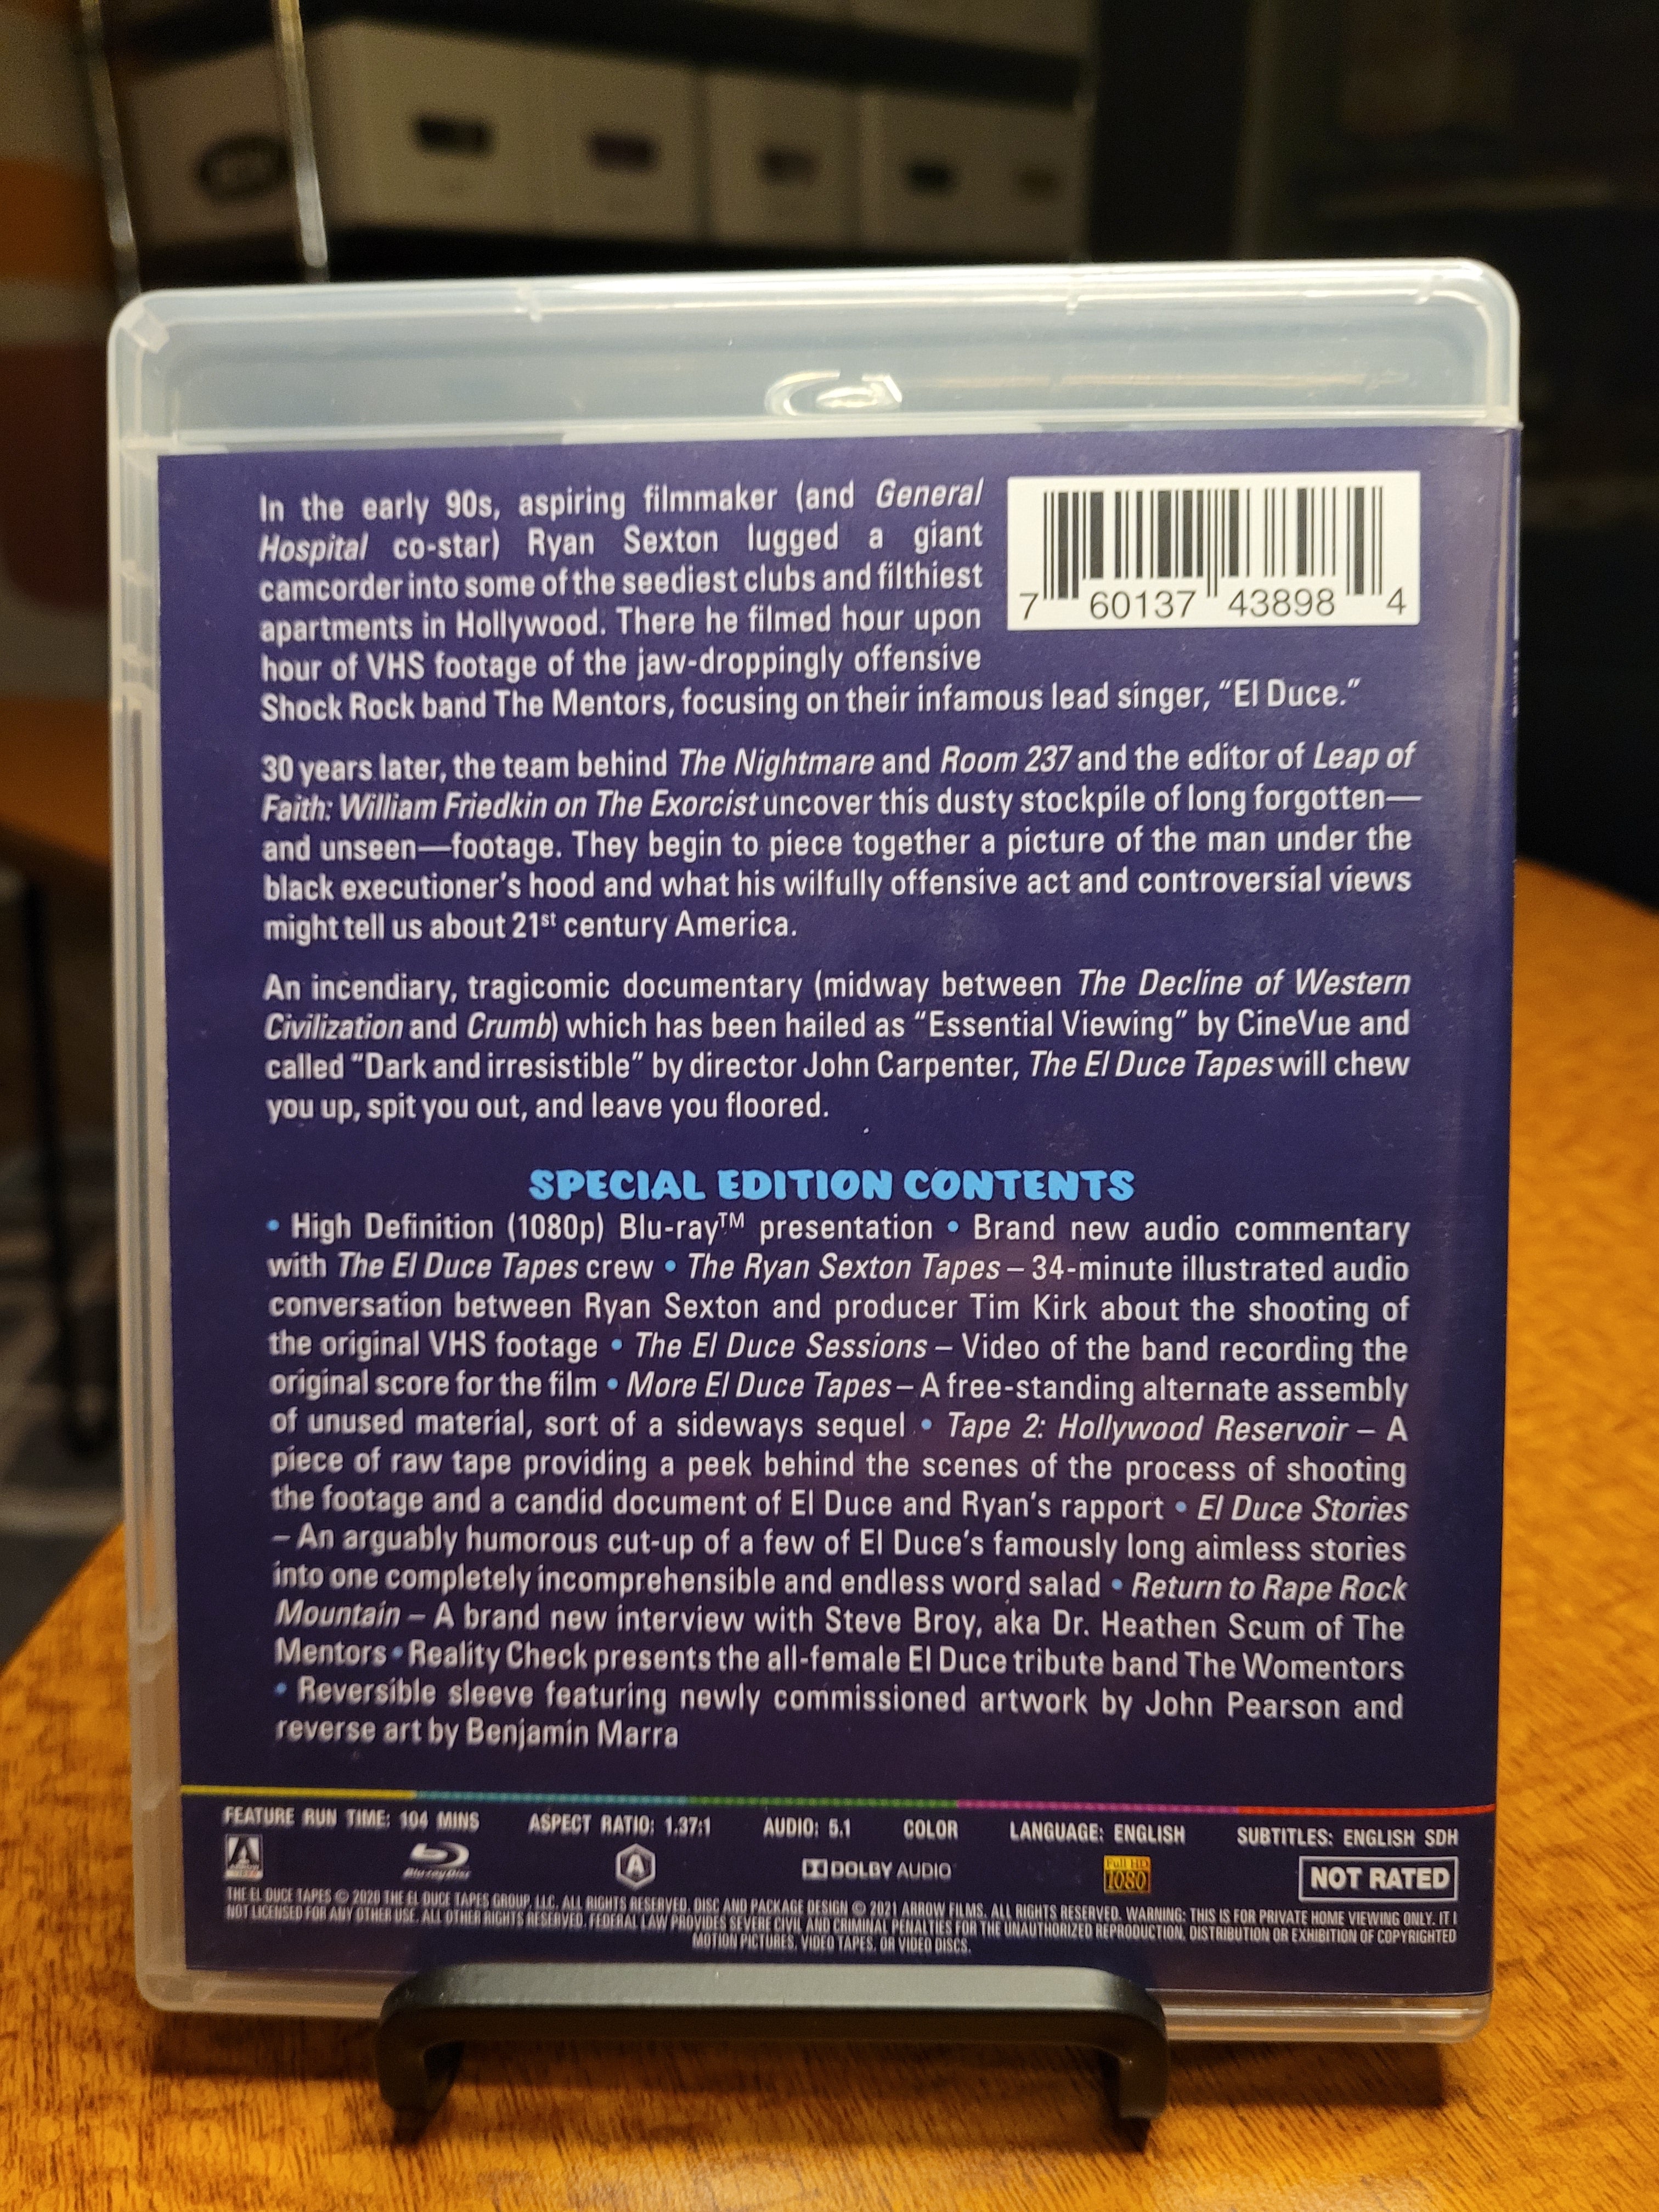 In the early 90s, aspiring filmmaker (and General
Hospital co-star) Ryan Sexton lugged a giant
camcorder into some of the seediest clubs and filthiest
apartments in Hollywood. There he filmed hour upon
hour of VHS footage of the jaw-droppingly offensive
Shock Rock band The Mentors, focusing on their infamous lead singer, “El Duce.”
7 60137 43898 4
30 years later, the team behind The Nightmare and Room 237 and the editor of Leap of
Faith: William Friedkin on The Exorcist uncover this dusty stockpile of long forgotten—
and unseen—footage. They begin to piece together a picture of the man under the
black executioner’s hood and what his wilfully offensive act and controversial views
might tell us about 21st century America.
An incendiary, tragicomic documentary (midway between The Decline of Western
Civilization and Crumb) which has been hailed as “Essential Viewing” by CineVue and
called “Dark and irresistible” by director John Carpenter, The El Duce Tapes will chew
you up, spit you out, and leave you floored.
SPECIAL EDITION CONTENTS
• High Definition (1080p) Blu-ray™ presentation • Brand new audio commentary
with The El Duce Tapes crew • The Ryan Sexton Tapes – 34-minute illustrated audio
conversation between Ryan Sexton and producer Tim Kirk about the shooting of
the original VHS footage • The El Duce Sessions – Video of the band recording the
original score for the film • More El Duce Tapes – A free-standing alternate assembly
of unused material, sort of a sideways sequel • Tape 2: Hollywood Reservoir – A
piece of raw tape providing a peek behind the scenes of the process of shooting
the footage and a candid document of El Duce and Ryan’s rapport • El Duce Stories
– An arguably humorous cut-up of a few of El Duce’s famously long aimless stories
into one completely incomprehensible and endless word salad • Return to Rape Rock
Mountain – A brand new interview with Steve Broy, aka Dr. Heathen Scum of The
Mentors • Reality Check presents the all-female El Duce tribute band The Womentors
• Reversible sleeve featuring newly commissioned artwork by John Pearson and
reverse art by Benjamin Marra
FEATURE RUN TIME: 104 MINS ASPECT RATIO: 1.37:1 AUDIO: 5.1 COLOR LANGUAGE: ENGLISH SUBTITLES: ENGLISH SDH
ARROW VIDEO Blu-ray Disc A DOLBY AUDIO Full HD 1080 NOT RATED
THE EL DUCE TAPES © 2020 THE EL DUCE TAPES GROUP, LLC. ALL RIGHTS RESERVED. DISC AND PACKAGE DESIGN © 2021 ARROW FILMS. ALL RIGHTS RESERVED. WARNING: THIS IS FOR PRIVATE HOME VIEWING ONLY. IT I
NOT LICENSED FOR ANY OTHER USE. ALL OTHER RIGHTS RESERVED. FEDERAL LAW PROVIDES SEVERE CIVIL AND CRIMINAL PENALTIES FOR THE UNAUTHORIZED REPRODUCTION, DISTRIBUTION OR EXHIBITION OF COPYRIGHTED
MOTION PICTURES, VIDEO TAPES, OR VIDEO DISCS.